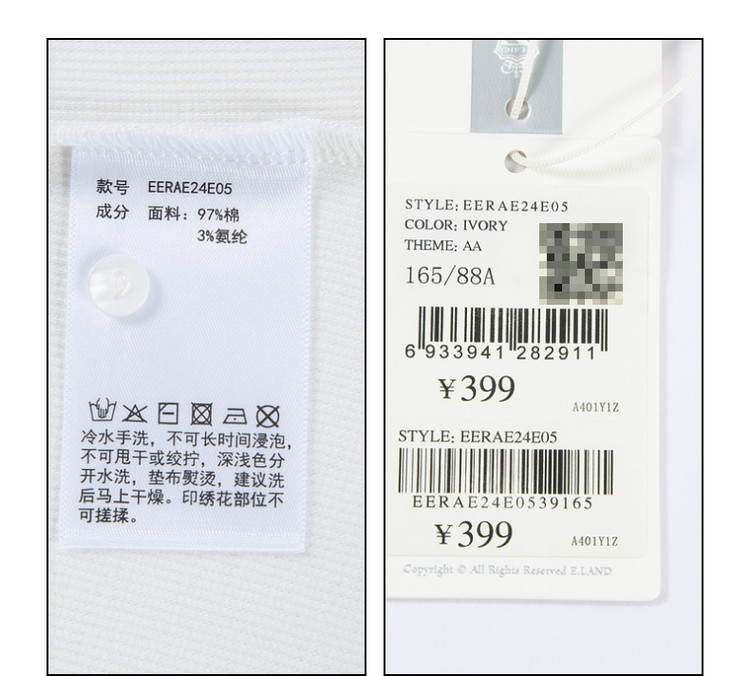 款号 EERAE24E05
成分 面料: 97%棉
3%氨纶
冷水手洗, 不可长时间浸泡,
不可甩干或绞拧, 深浅色分
开水洗, 垫布熨烫, 建议洗
后马上干燥。印绣花部位不
可搓揉。
LAND
STYLE: EERAE24E05
COLOR: IVORY
THEME: AA
165/88A
6 933941 282911
¥399
A401Y1Z
STYLE: EERAE24E05
EERAE24E0539165
¥399
A401Y1Z
Copyright © All Rights Reserved E.LAND